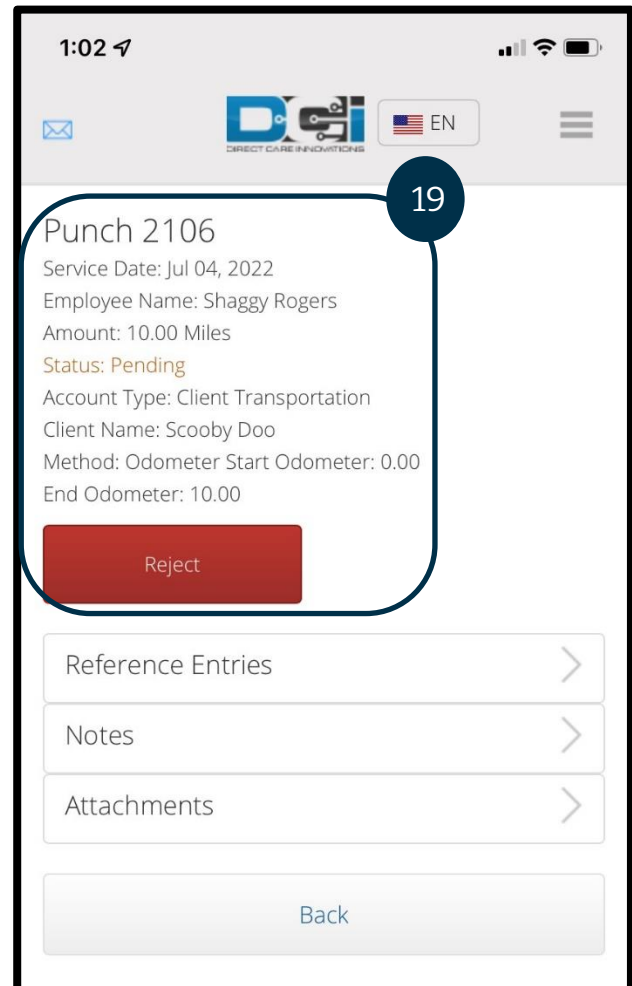 1:02
DCi
DIRECT CARE INNOVATIONS
EN
19
Punch 2106
Service Date: Jul 04, 2022
Employee Name: Shaggy Rogers
Amount: 10.00 Miles
Status: Pending
Account Type: Client Transportation
Client Name: Scooby Doo
Method: Odometer Start Odometer: 0.00
End Odometer: 10.00
Reject
Reference Entries
Notes
Attachments
Back